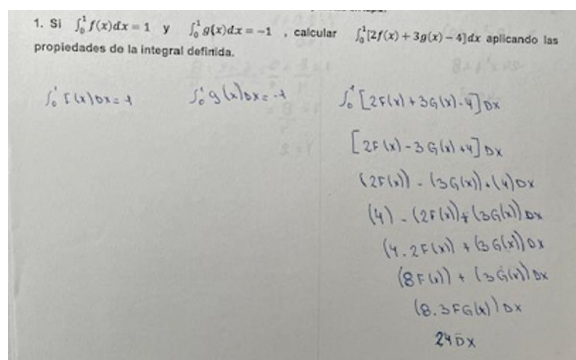 1. Si ∫₀¹ f(x)dx = 1 y ∫₀¹ g(x)dx = -1 , calcular ∫₀¹[2f(x) + 3g(x) - 4]dx aplicando las
propiedades de la integral definida.
∫₀¹ F(x)Dx = 1 ∫₀¹ g(x)Dx = -1 ∫₀¹ [2F(x) + 3G(x) - 4] Dx
[2F(x) - 3G(x) + 4] Dx
(2F(x)) - (3G(x)) + (4) Dx
(4) - (2F(x)) + (3G(x)) Dx
(4.2F(x)) + (3G(x)) Dx
(8F(x)) + (3G(x)) Dx
(8.3FG(x)) Dx
24 Dx